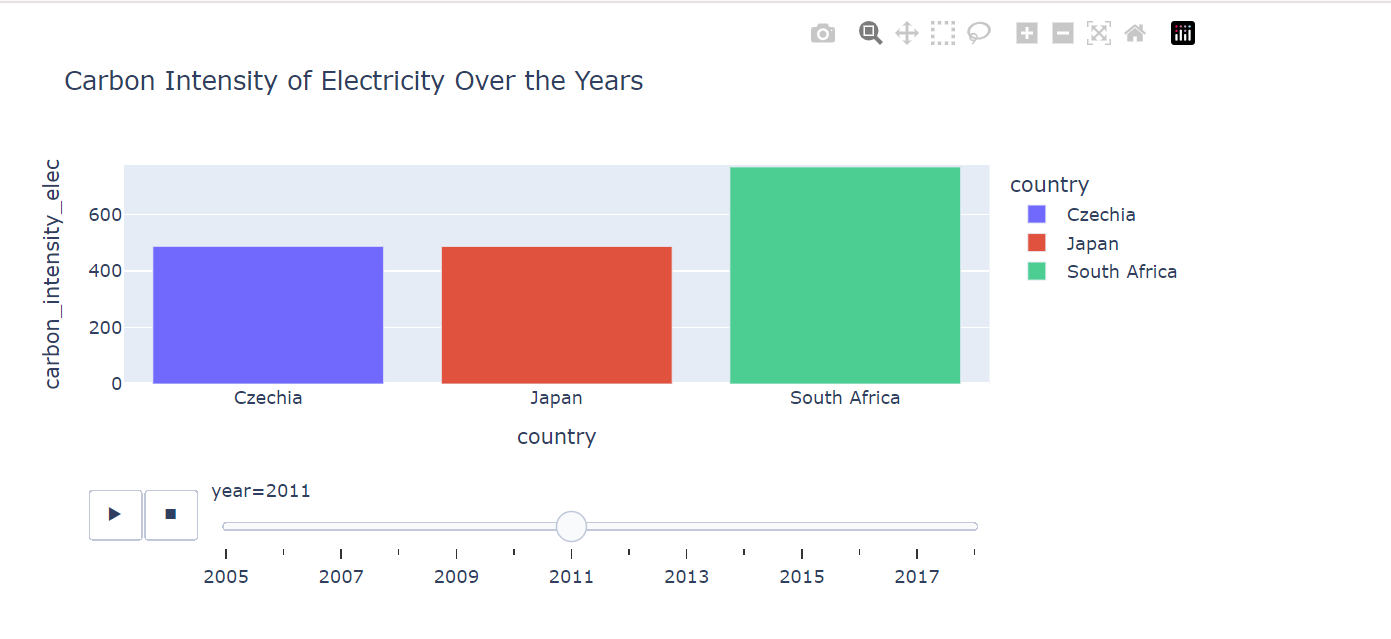 Carbon Intensity of Electricity Over the Years
carbon_intensity_elec
600
400
200
0
Czechia
Japan
South Africa
country
country
Czechia
Japan
South Africa
year=2011
2005
2007
2009
2011
2013
2015
2017